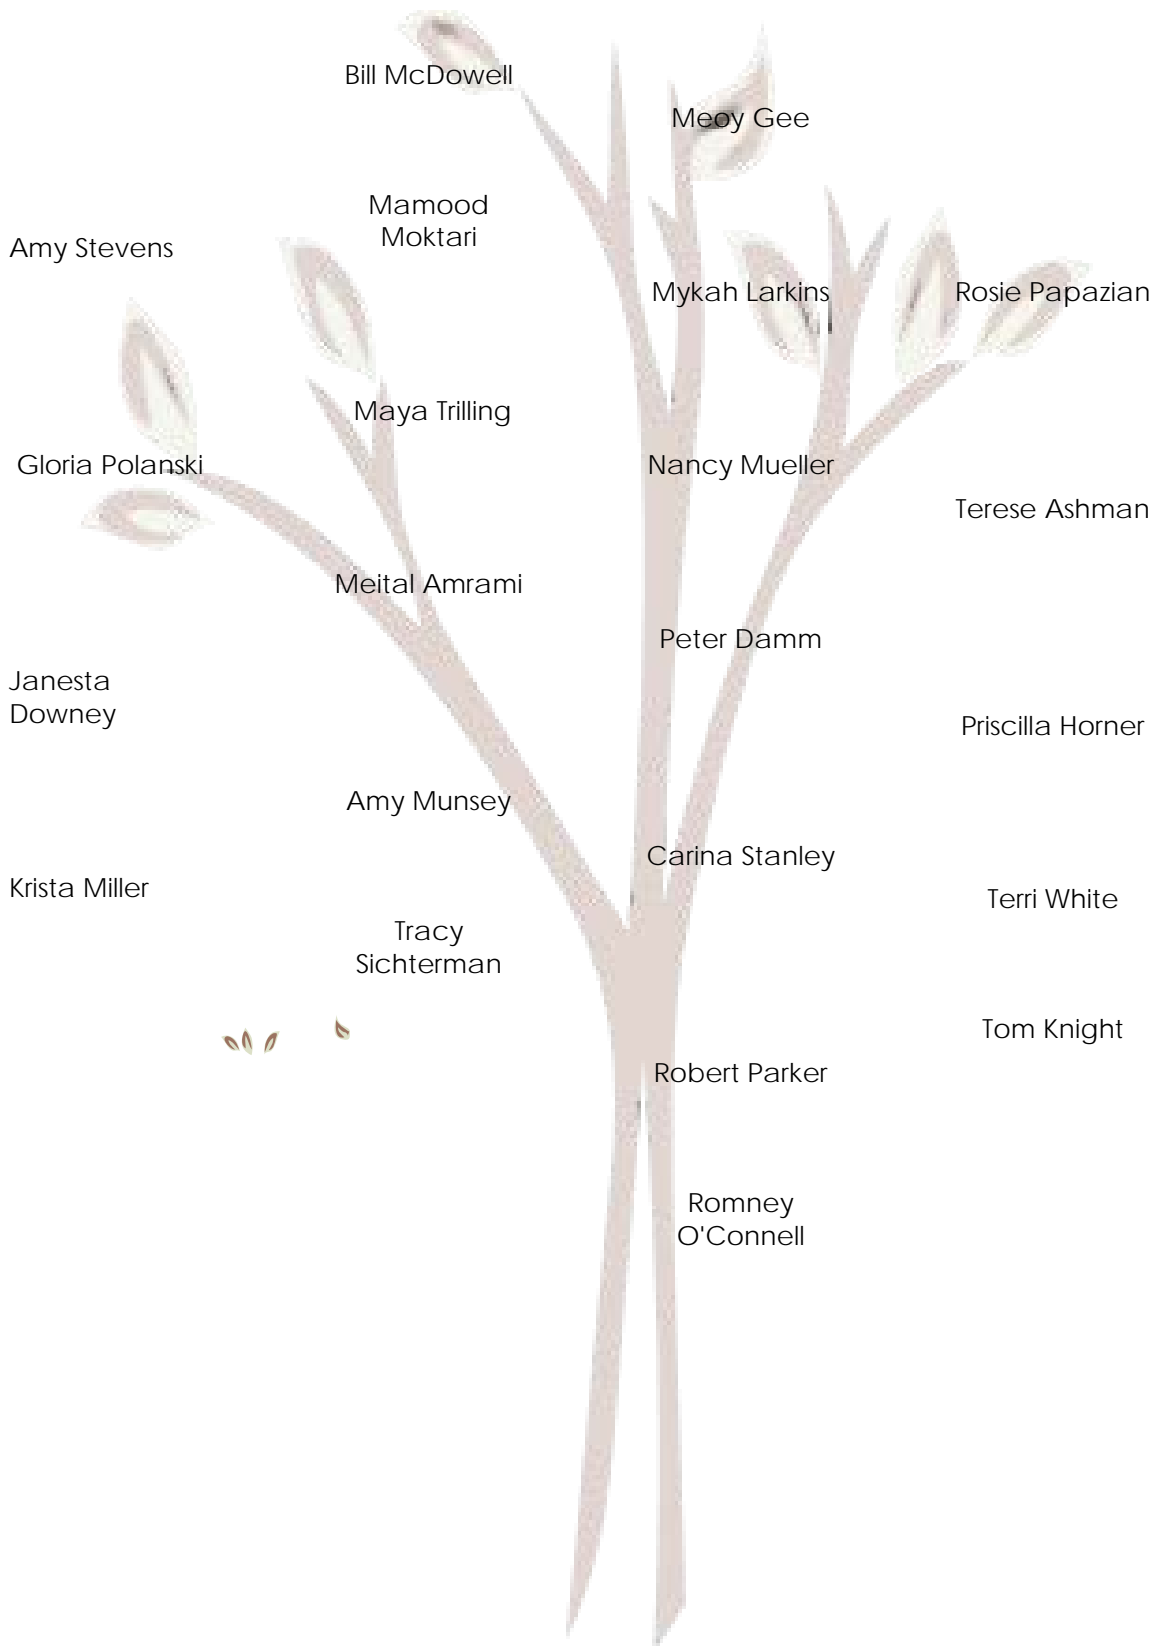 Amy Stevens
Gloria Polanski
Janesta
Downey
Krista Miller
Bill McDowell
Mamood
Moktari
Maya Trilling
Meital Amrami
Amy Munsey
Tracy
Sichterman
Meoy Gee
Mykah Larkins
Nancy Mueller
Peter Damm
Carina Stanley
Robert Parker
Romney
O'Connell
Rosie Papazian
Terese Ashman
Priscilla Horner
Terri White
Tom Knight